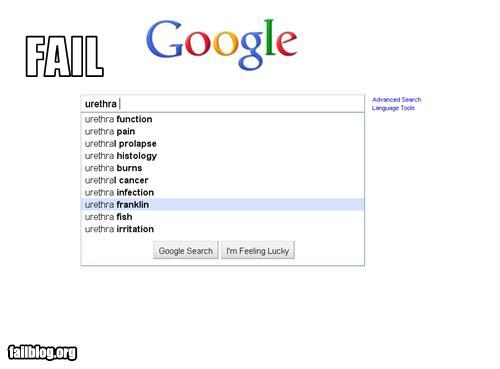 FAIL
Google
urethra
Advanced Search
Language Tools
urethra function
urethra pain
urethral prolapse
urethra histology
urethra burns
urethral cancer
urethra infection
urethra franklin
urethra fish
urethra irritation
Google Search
I'm Feeling Lucky
failblog.org